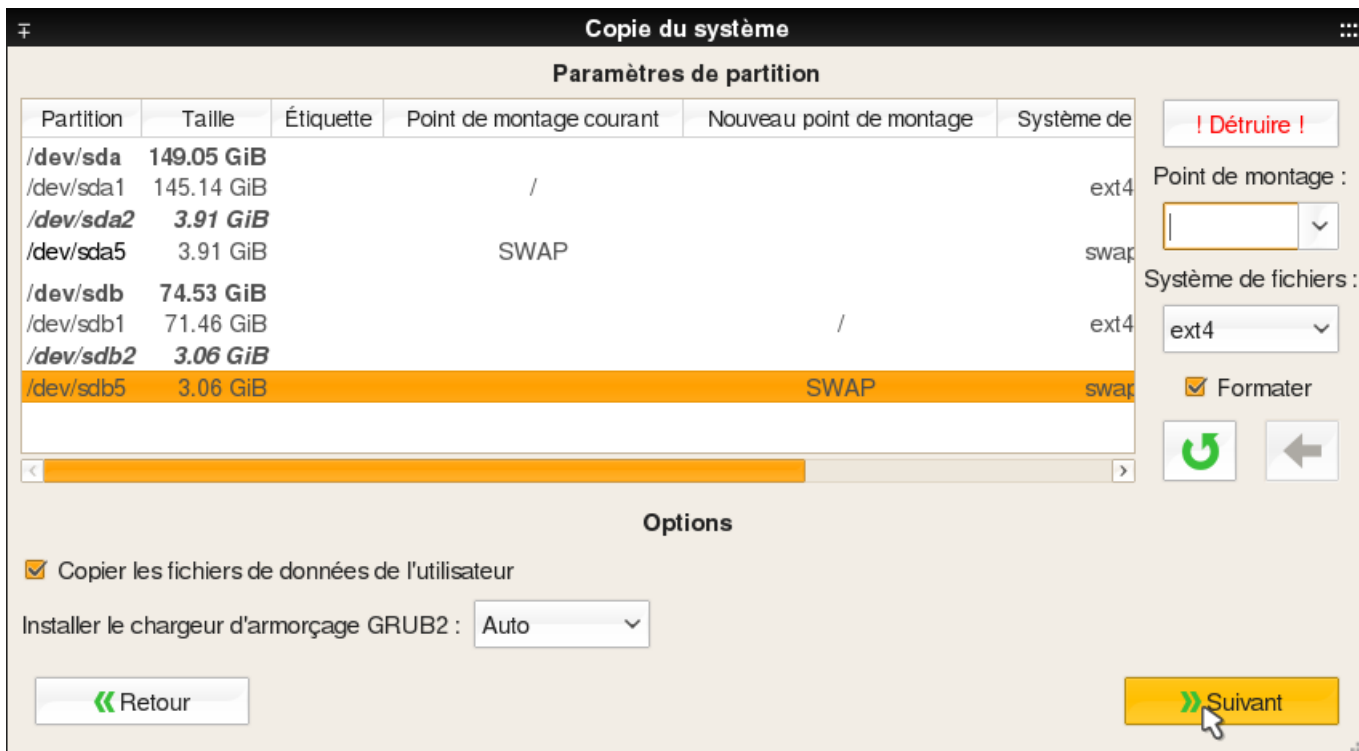 Copie du système
Paramètres de partition
Partition Taille Étiquette Point de montage courant Nouveau point de montage Système de
/dev/sda 149.05 GiB
/dev/sda1 145.14 GiB / ext4
/dev/sda2 3.91 GiB
/dev/sda5 3.91 GiB SWAP swap
/dev/sdb 74.53 GiB
/dev/sdb1 71.46 GiB / ext4
/dev/sdb2 3.06 GiB
/dev/sdb5 3.06 GiB SWAP swap
! Détruire !
Point de montage :
Système de fichiers :
ext4
Formater
Options
Copier les fichiers de données de l'utilisateur
Installer le chargeur d'armorçage GRUB2 : Auto
Retour
Suivant